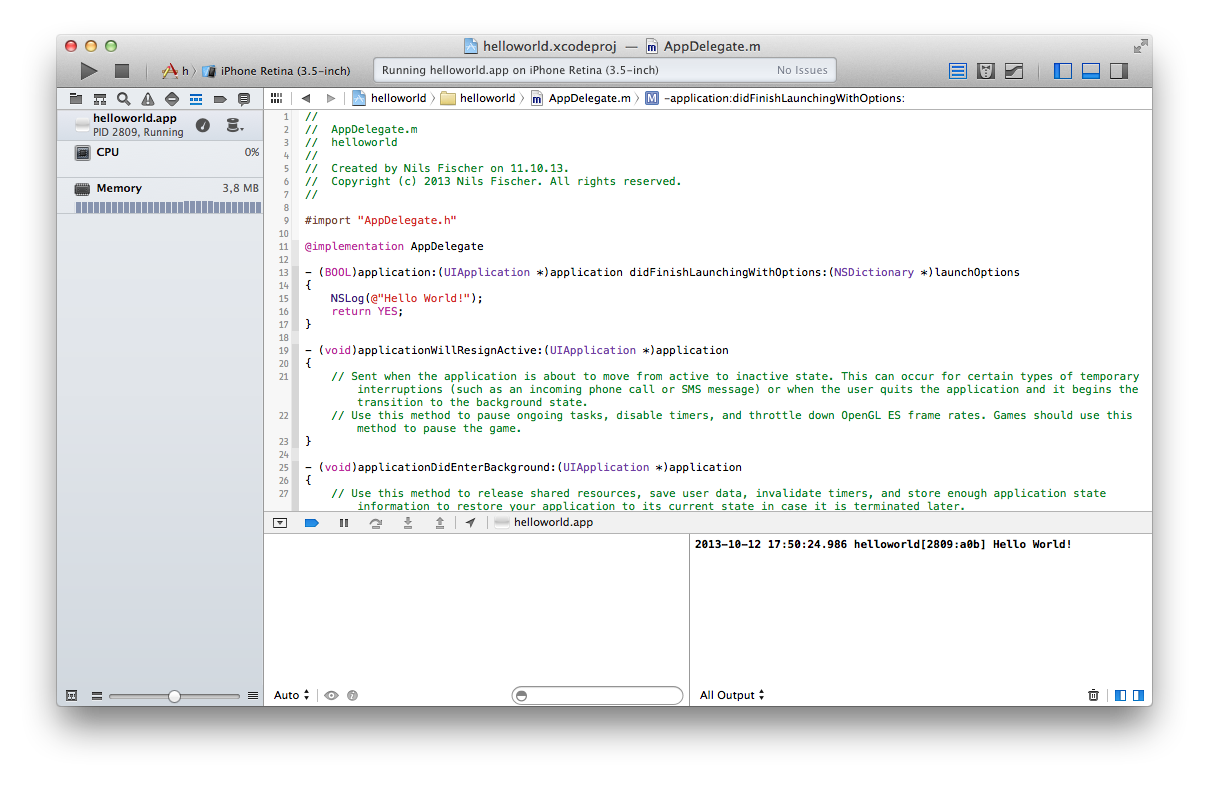 helloworld.xcodeproj — AppDelegate.m
h iPhone Retina (3.5-inch) Running helloworld.app on iPhone Retina (3.5-inch) No Issues
helloworld helloworld AppDelegate.m -application:didFinishLaunchingWithOptions:
helloworld.app
PID 2809, Running
CPU 0%
Memory 3,8 MB
1 //
2 //  AppDelegate.m
3 //  helloworld
4 //
5 //  Created by Nils Fischer on 11.10.13.
6 //  Copyright (c) 2013 Nils Fischer. All rights reserved.
7 //
8
9 #import "AppDelegate.h"
10
11 @implementation AppDelegate
12
13 - (BOOL)application:(UIApplication *)application didFinishLaunchingWithOptions:(NSDictionary *)launchOptions
14 {
15     NSLog(@"Hello World!");
16     return YES;
17 }
18
19 - (void)applicationWillResignActive:(UIApplication *)application
20 {
21     // Sent when the application is about to move from active to inactive state. This can occur for certain types of temporary
interruptions (such as an incoming phone call or SMS message) or when the user quits the application and it begins the
transition to the background state.
22     // Use this method to pause ongoing tasks, disable timers, and throttle down OpenGL ES frame rates. Games should use this
method to pause the game.
23 }
24
25 - (void)applicationDidEnterBackground:(UIApplication *)application
26 {
27     // Use this method to release shared resources, save user data, invalidate timers, and store enough application state
information to restore your application to its current state in case it is terminated later.
helloworld.app
2013-10-12 17:50:24.986 helloworld[2809:a0b] Hello World!
Auto All Output